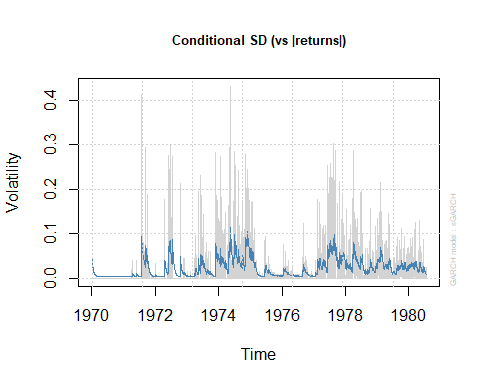 Conditional SD (vs |returns|)
0.4
0.3
0.2
0.1
0.0
Volatility
1970 1972 1974 1976 1978 1980
Time
GARCH model : sGARCH